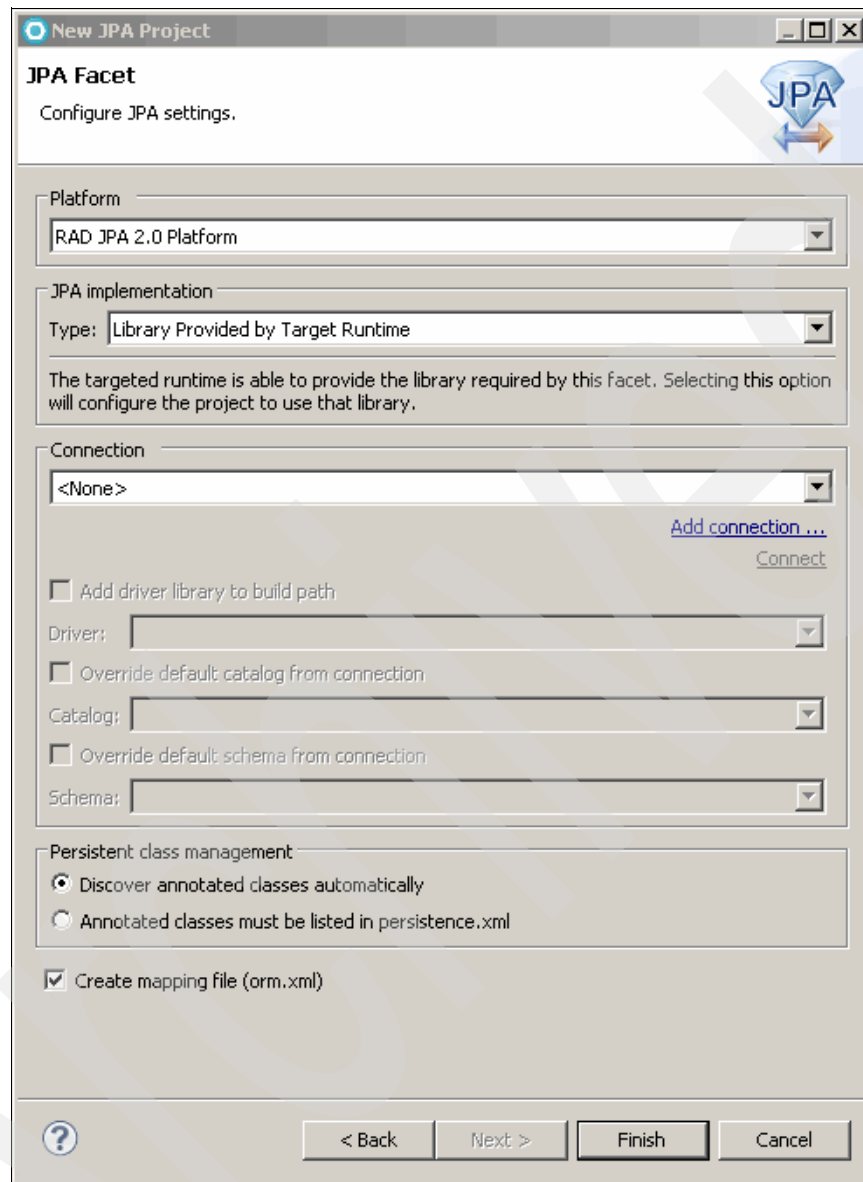 New JPA Project
JPA Facet
Configure JPA settings.
JPA
Platform
RAD JPA 2.0 Platform
JPA implementation
Type: Library Provided by Target Runtime
The targeted runtime is able to provide the library required by this facet. Selecting this option
will configure the project to use that library.
Connection
<None>
Add connection ...
Connect
Add driver library to build path
Driver:
Override default catalog from connection
Catalog:
Override default schema from connection
Schema:
Persistent class management
Discover annotated classes automatically
Annotated classes must be listed in persistence.xml
Create mapping file (orm.xml)
? < Back Next > Finish Cancel